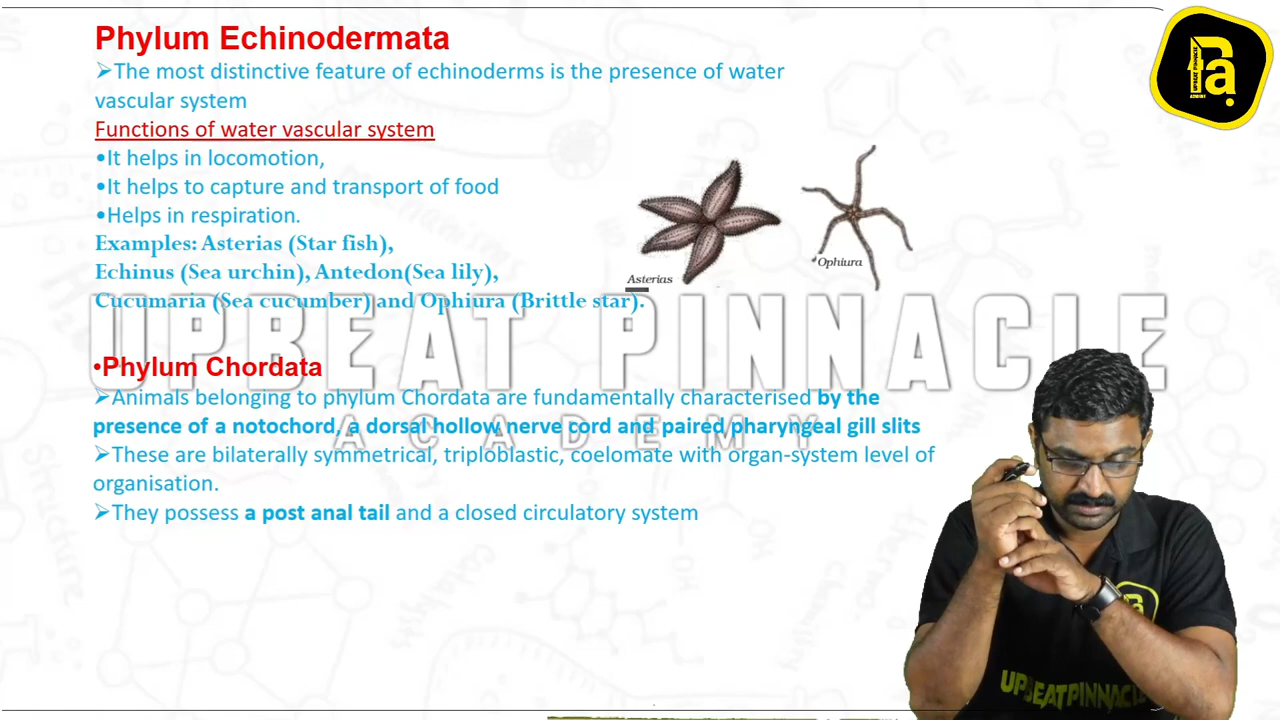 Phylum Echinodermata
➢The most distinctive feature of echinoderms is the presence of water
vascular system
Functions of water vascular system
•It helps in locomotion,
•It helps to capture and transport of food
•Helps in respiration.
Examples: Asterias (Star fish),
Echinus (Sea urchin), Antedon(Sea lily),
Cucumaria (Sea cucumber) and Ophiura (Brittle star).
Asterias
Ophiura
UPBEAT PINNACLE
ACADEMY
•Phylum Chordata
➢Animals belonging to phylum Chordata are fundamentally characterised by the
presence of a notochord, a dorsal hollow nerve cord and paired pharyngeal gill slits
➢These are bilaterally symmetrical, triploblastic, coelomate with organ-system level of
organisation.
➢They possess a post anal tail and a closed circulatory system
Pa
UPBEAT PINNACLE
ACADEMY
UPBEATPINNACLE